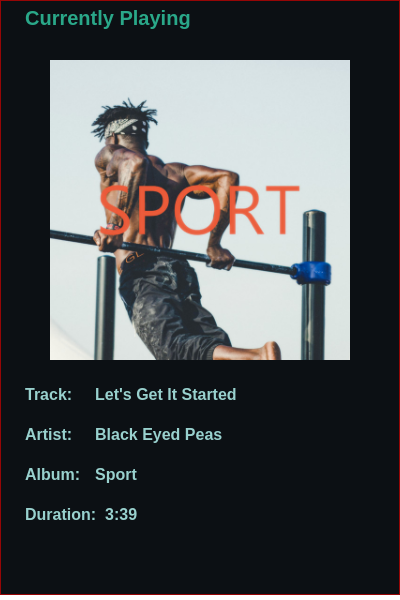 Currently Playing
SPORT
Track: Let's Get It Started
Artist: Black Eyed Peas
Album: Sport
Duration: 3:39